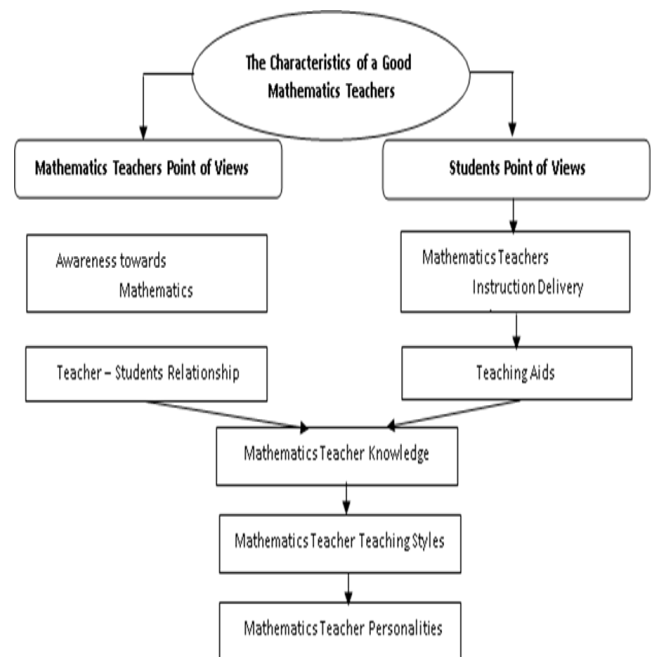 The Characteristics of a Good
Mathematics Teachers
Mathematics Teachers Point of Views
Students Point of Views
Awareness towards
Mathematics
Mathematics Teachers
Instruction Delivery
Teacher – Students Relationship
Teaching Aids
Mathematics Teacher Knowledge
Mathematics Teacher Teaching Styles
Mathematics Teacher Personalities